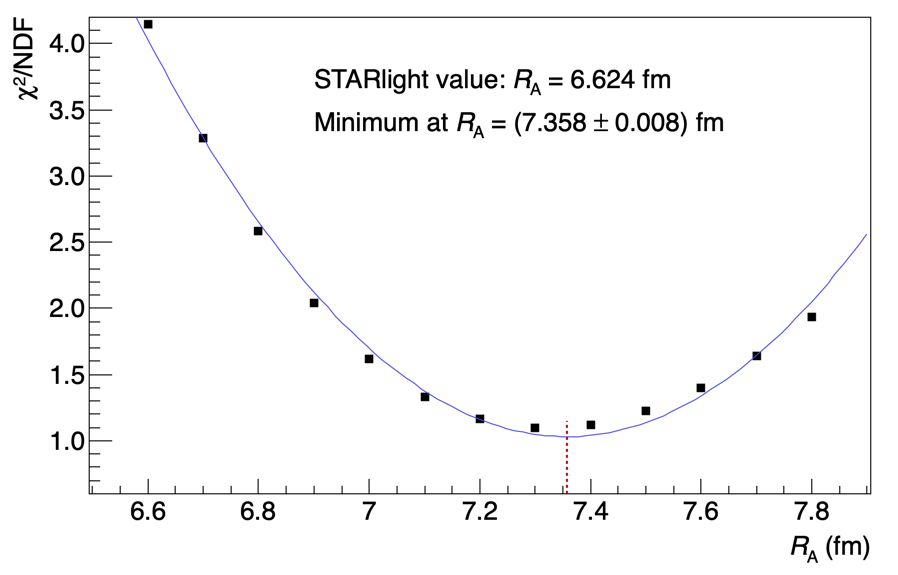 χ²/NDF
4.0
3.5
3.0
2.5
2.0
1.5
1.0
STARlight value: R_A = 6.624 fm
Minimum at R_A = (7.358 ± 0.008) fm
6.6 6.8 7 7.2 7.4 7.6 7.8
R_A (fm)